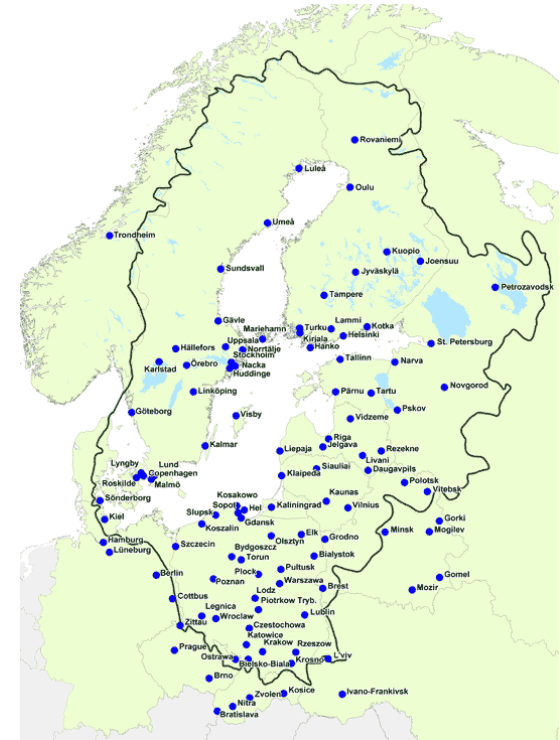 Rovaniemi
Luleå
Oulu
Umeå
Trondheim
Kuopio
Joensuu
Sundsvall
Jyväskylä
Petrozavodsk
Tampere
Gävle
Lammi
Mariehamn
Turku
Kotka
Kirjala
Helsinki
Uppsala
Hanko
St. Petersburg
Hällefors
Norrtälje
Stockholm
Tallinn
Narva
Karlstad
Örebro
Nacka
Huddinge
Linköping
Pärnu
Tartu
Novgorod
Göteborg
Visby
Vidzeme
Pskov
Kalmar
Riga
Jelgava
Liepaja
Rezekne
Livani
Lyngby
Lund
Siauliai
Daugavpils
Copenhagen
Klaipeda
Roskilde
Malmö
Polotsk
Vitebsk
Sönderborg
Kosakowo
Kaunas
Sopot
Hel
Kaliningrad
Vilnius
Kiel
Slupsk
Gdansk
Gorki
Koszalin
Minsk
Mogilev
Hamburg
Olsztyn
Elk
Grodno
Lüneburg
Szczecin
Bydgoszcz
Torun
Bialystok
Berlin
Plock
Pultusk
Gomel
Poznan
Warszawa
Brest
Mozir
Cottbus
Lodz
Piotrkow Tryb.
Legnica
Lublin
Zittau
Wroclaw
Czestochowa
Katowice
Prague
Krakow
Rzeszow
Ostrawa
Bielsko-Biala
Krosno
L'viv
Brno
Zvolen
Kosice
Ivano-Frankivsk
Nitra
Bratislava